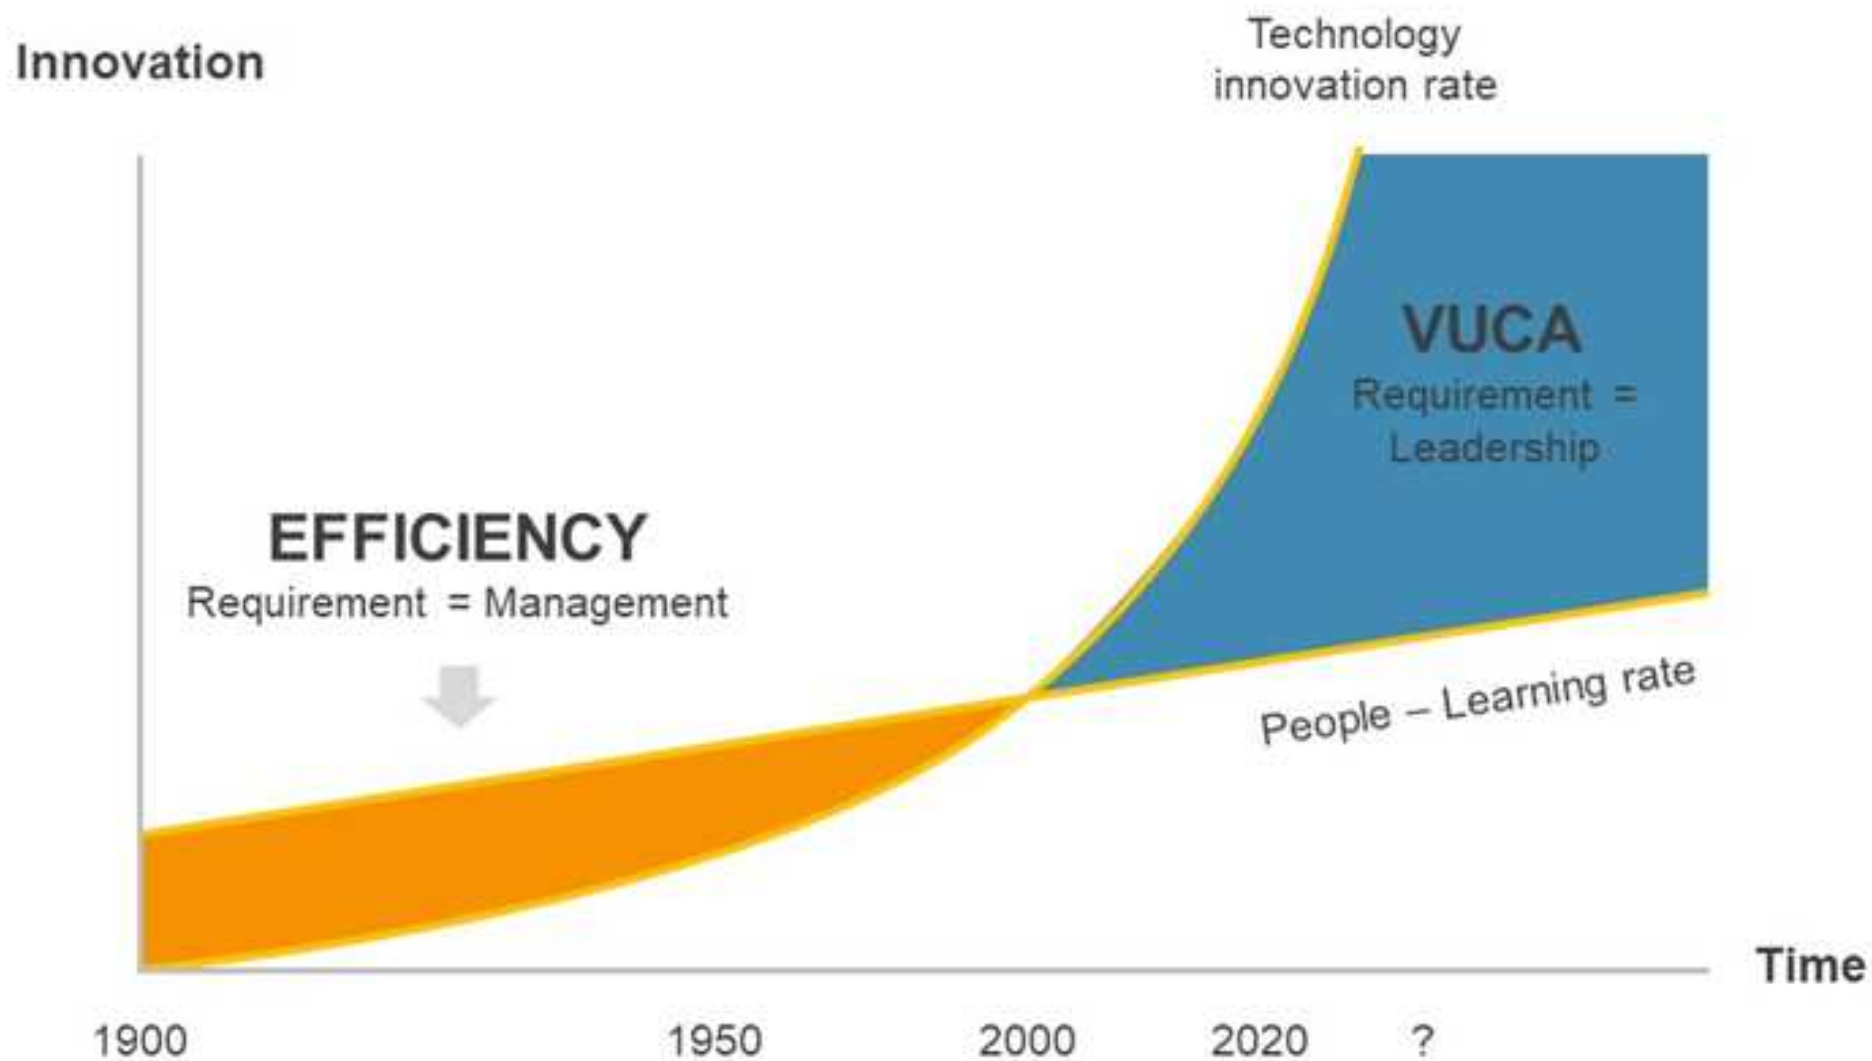 Innovation
Technology
innovation rate
VUCA
Requirement =
Leadership
EFFICIENCY
Requirement = Management
People – Learning rate
Time
1900 1950 2000 2020 ?